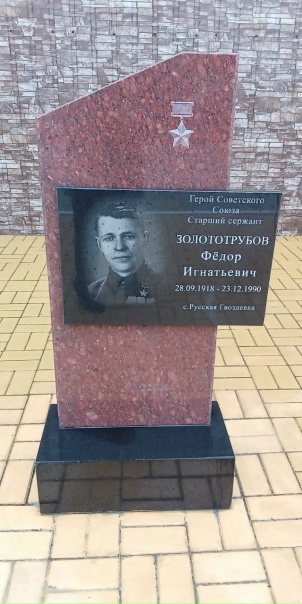 Герой Советского
Союза
Старший сержант
ЗОЛОТОТРУБОВ
Фёдор
Игнатьевич
28.09.1918 - 23.12.1990
с.Русская Гвоздевка